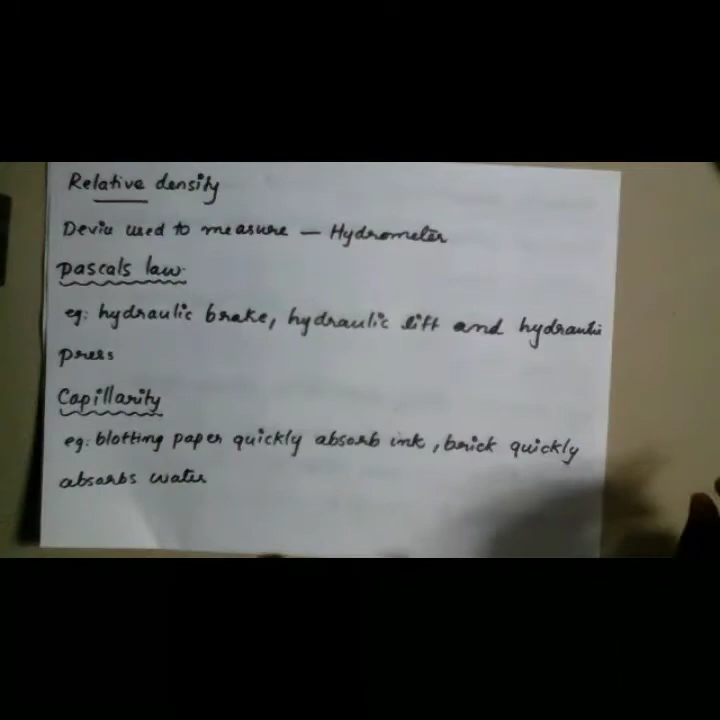 Relative density
Device used to measure — Hydrometer
Pascals law.
eg: hydraulic brake, hydraulic lift and hydraulic
press
Capillarity
eg: blotting paper quickly absorb ink, brick quickly
absorbs water